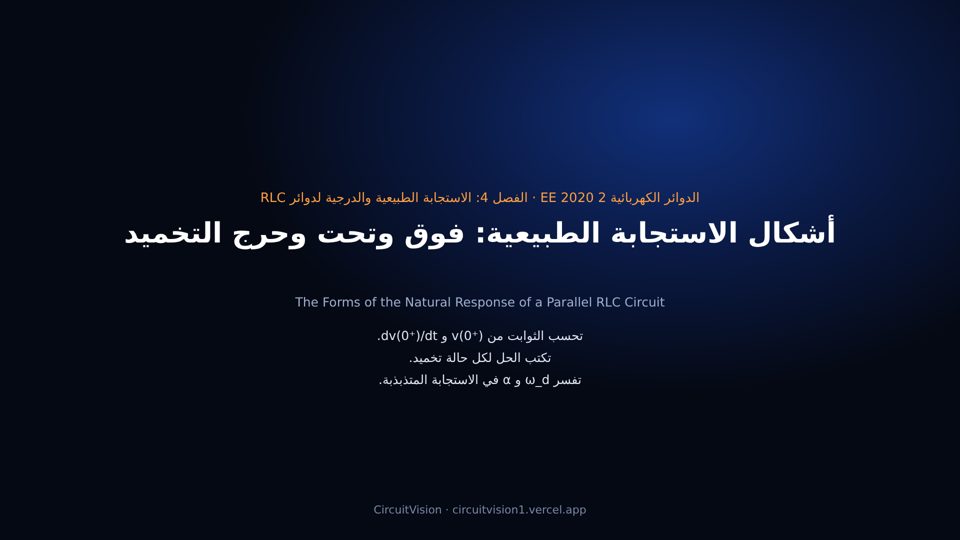 الدوائر الكهربائية 2 EE 2020 · الفصل 4: الاستجابة الطبيعية والدرجية لدوائر RLC
أشكال الاستجابة الطبيعية: فوق وتحت وحرج التخميد
The Forms of the Natural Response of a Parallel RLC Circuit
تحسب الثوابت من v(0⁺) و dv(0⁺)/dt.
تكتب الحل لكل حالة تخميد.
تفسر ω_d و α في الاستجابة المتذبذبة.
CircuitVision · circuitvision1.vercel.app